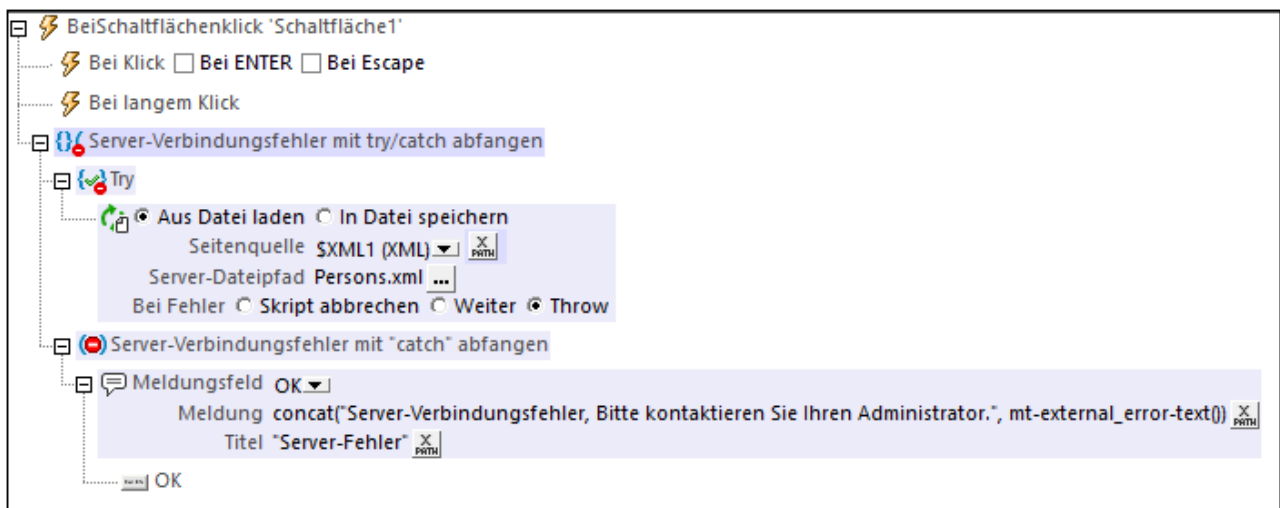 BeiSchaltflächenklick 'Schaltfläche1'
Bei Klick Bei ENTER Bei Escape
Bei langem Klick
Server-Verbindungsfehler mit try/catch abfangen
Try
Aus Datei laden In Datei speichern
Seitenquelle $XML1 (XML) X PATH
Server-Dateipfad Persons.xml ...
Bei Fehler Skript abbrechen Weiter Throw
Server-Verbindungsfehler mit "catch" abfangen
Meldungsfeld OK
Meldung concat("Server-Verbindungsfehler, Bitte kontaktieren Sie Ihren Administrator.", mt-external_error-text()) X PATH
Titel "Server-Fehler" X PATH
OK